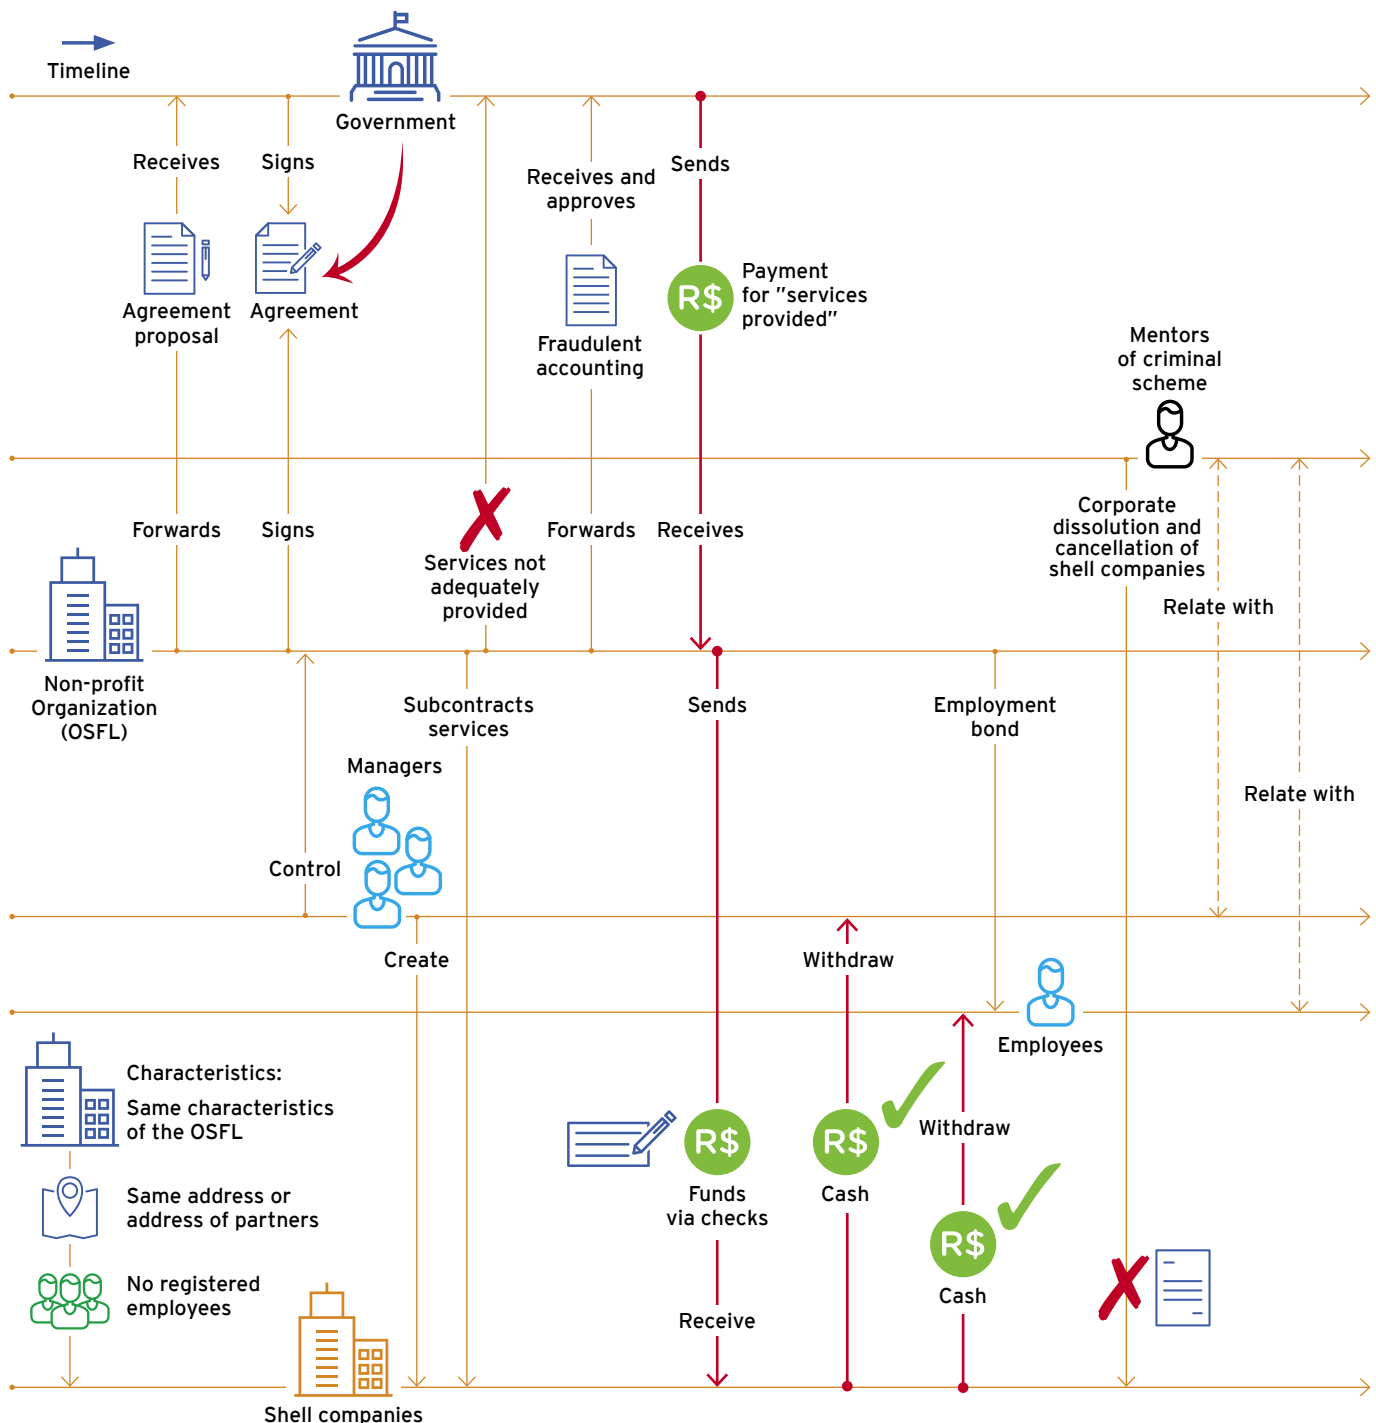 Timeline
Government
Receives
Signs
Receives and
approves
Sends
Agreement
proposal
Agreement
Fraudulent
accounting
R$
Payment
for "services
provided"
Mentors
of criminal
scheme
Forwards
Signs
Services not
adequately
provided
Forwards
Receives
Corporate
dissolution and
cancellation of
shell companies
Relate with
Non-profit
Organization
(OSFL)
Subcontracts
services
Sends
Employment
bond
Managers
Relate with
Control
Create
Withdraw
Employees
Characteristics:
Same characteristics
of the OSFL
Same address or
address of partners
No registered
employees
R$
Funds
via checks
R$
Cash
Withdraw
R$
Cash
Receive
Shell companies